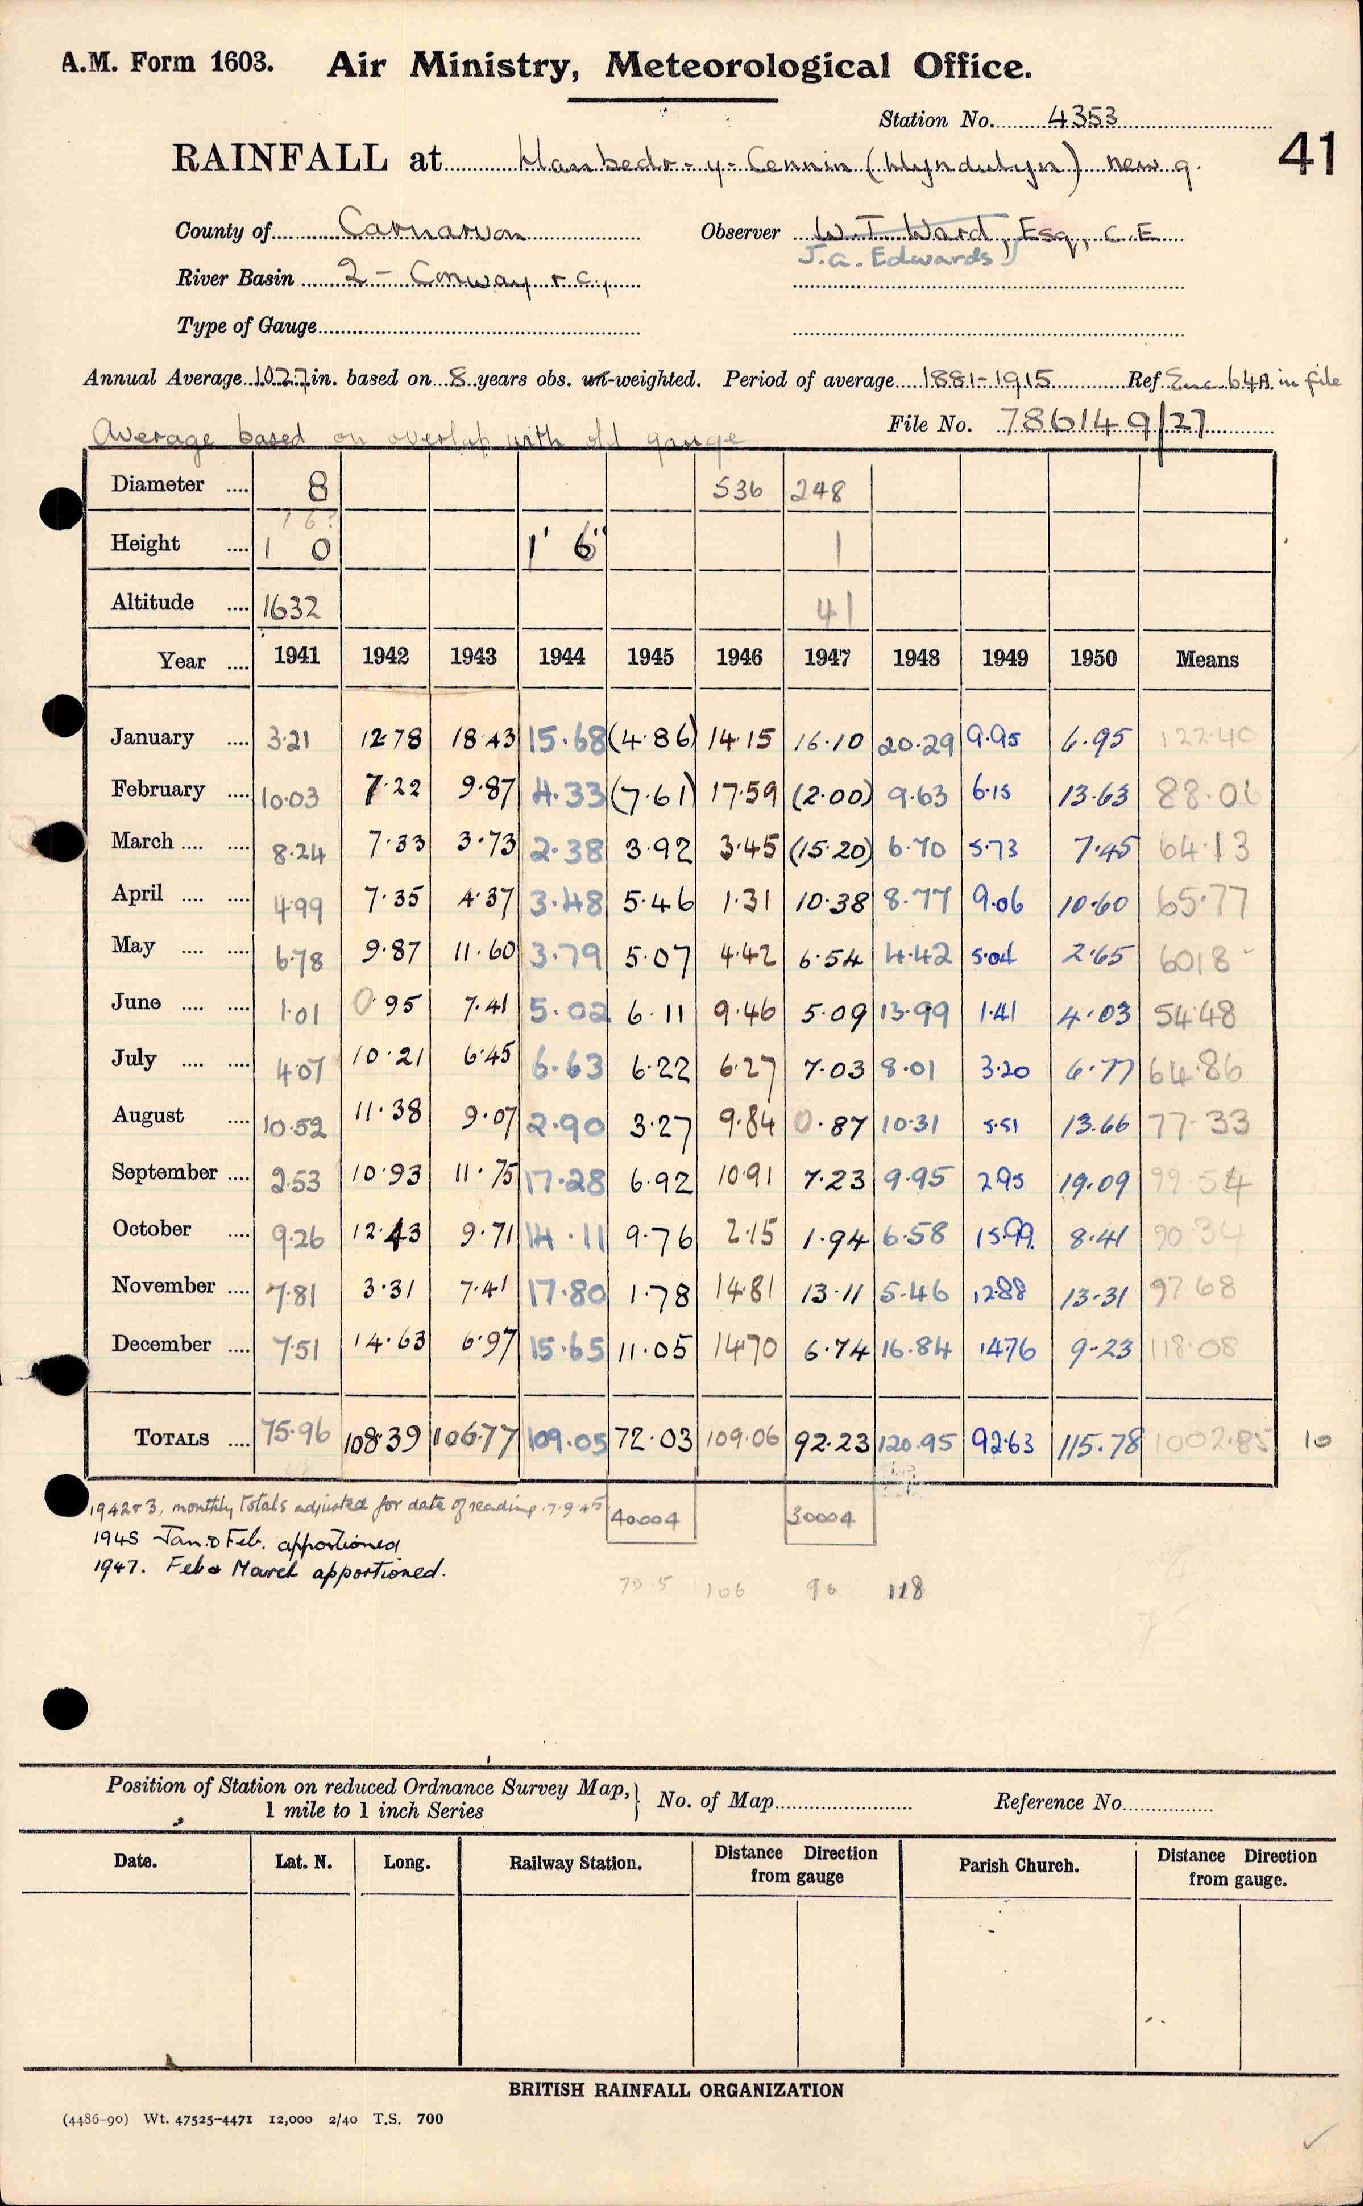 A.M. Form 1603. Air Ministry, Meteorological Office.
Station No. 4353
RAINFALL at Llanbedr-y-Cennin (Llyndulyn) new g. 41
County of Carnarvon Observer W.T. Ward, Esq., C.E.
J.G. Edwards
River Basin 2 - Conway r &c.,
Type of Gauge
Annual Average 102.7 in. based on 8 years obs. un-weighted. Period of average 1881-1915 Ref Enc. 64A in file
File No. 786149/27
Average based on overlap with old gauge
Diameter .... 8 536 248
1 6?
Height .... 1 0 1' 6" 1
Altitude .... 1632 41
Year .... 1941 1942 1943 1944 1945 1946 1947 1948 1949 1950 Means
January .... 3.21 12.78 18.43 15.68 (4.86) 14.15 16.10 20.29 9.95 6.95 122.40
February .... 10.03 7.22 9.87 4.33 (7.61) 17.59 (2.00) 9.63 6.15 13.63 88.06
March .... .... 8.24 7.33 3.73 2.38 3.92 3.45 (15.20) 6.70 5.73 7.45 64.13
April .... .... 4.99 7.35 4.37 3.48 5.46 1.31 10.38 8.77 9.06 10.60 65.77
May .... .... 6.78 9.87 11.60 3.79 5.07 4.42 6.54 4.42 5.04 2.65 60.18
June .... .... 1.01 0.95 7.41 5.02 6.11 9.46 5.09 13.99 1.41 4.03 54.48
July .... .... 4.07 10.21 6.45 6.63 6.22 6.27 7.03 8.01 3.20 6.77 64.86
August .... 10.52 11.38 9.07 2.90 3.27 9.84 0.87 10.31 5.51 13.66 77.33
September .... 2.53 10.93 11.75 17.28 6.92 10.91 7.23 9.95 2.95 19.09 99.54
October .... 9.26 12.43 9.71 14.11 9.76 2.15 1.94 6.58 15.99 8.41 90.34
November .... 7.81 3.31 7.41 17.80 1.78 14.81 13.11 5.46 12.88 13.31 97.68
December .... 7.51 14.63 6.97 15.65 11.05 14.70 6.74 16.84 14.76 9.23 118.08
TOTALS .... 75.96 108.39 106.77 109.05 72.03 109.06 92.23 120.95 92.63 115.78 1002.85 10
1942+3, monthly totals adjusted for date of reading. 7.9.45 40004 30004
1945 Jan. & Feb. apportioned
1947. Feb & March apportioned.
70.5 106 90 118
Position of Station on reduced Ordnance Survey Map, 1 mile to 1 inch Series } No. of Map Reference No.
Date. Lat. N. Long. Railway Station. Distance Direction from gauge Parish Church. Distance Direction from gauge.
BRITISH RAINFALL ORGANIZATION
(4486-90) Wt. 47525-4471 12,000 2/40 T.S. 700